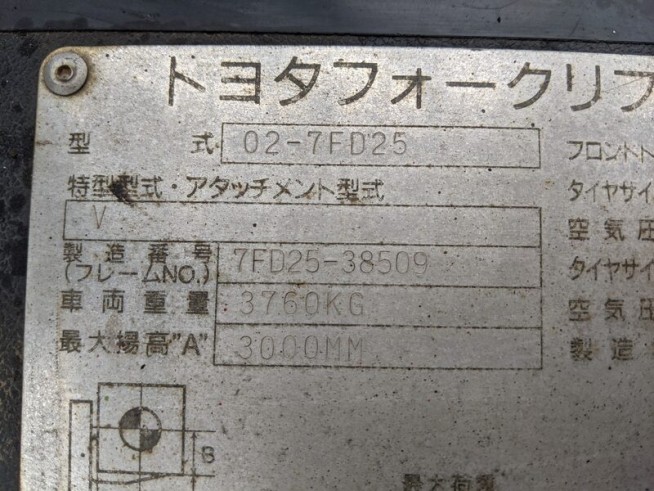 トヨタフォークリフ
型式 02-7FD25
フロントト
特型型式・アタッチメント型式
タイヤサイ
V
空気圧
製造番号
(フレームNO.) 7FD25-38509
タイヤサイ
車両重量 3760KG
空気圧
最大揚高"A" 3000MM
製造
B
最大荷重